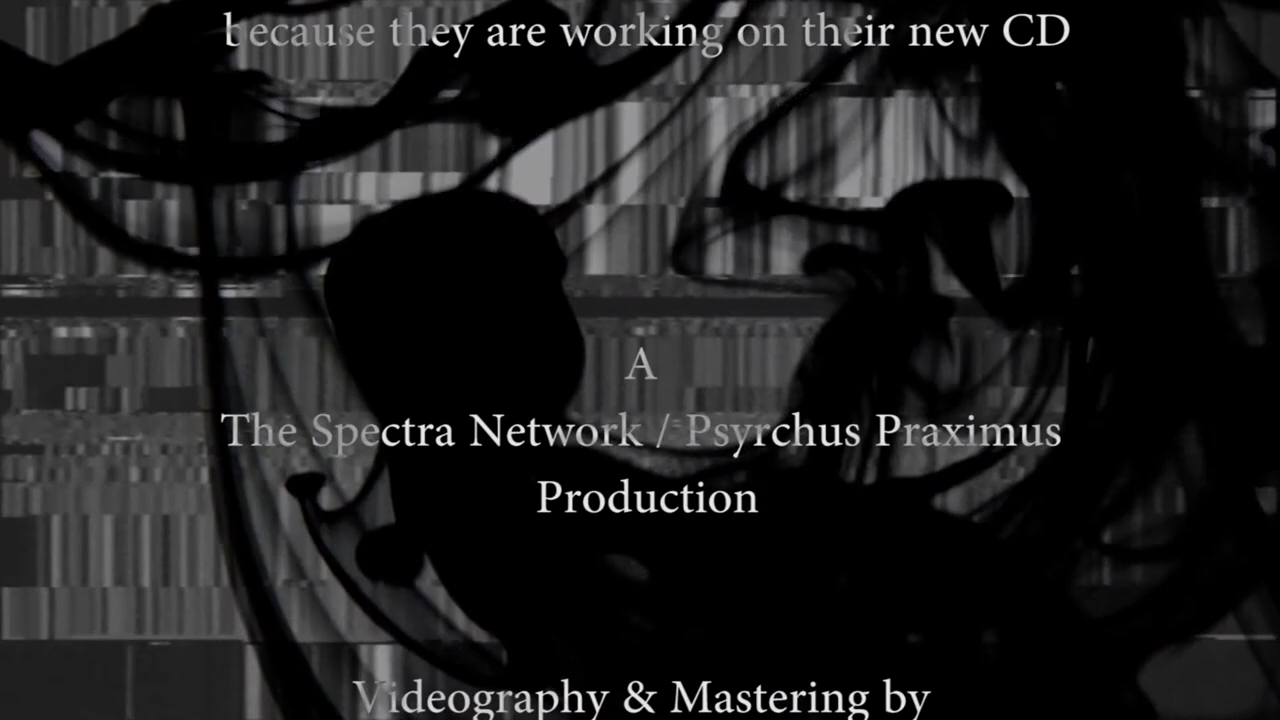 because they are working on their new CD
A
The Spectra Network / Psyrchus Praximus
Production
Videography & Mastering by